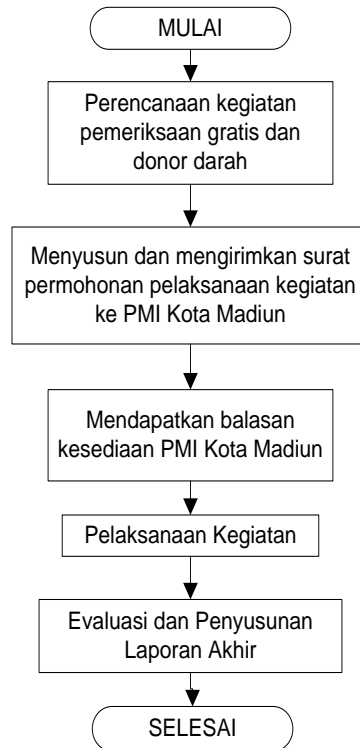 MULAI
Perencanaan kegiatan
pemeriksaan gratis dan
donor darah
Menyusun dan mengirimkan surat
permohonan pelaksanaan kegiatan
ke PMI Kota Madiun
Mendapatkan balasan
kesediaan PMI Kota Madiun
Pelaksanaan Kegiatan
Evaluasi dan Penyusunan
Laporan Akhir
SELESAI